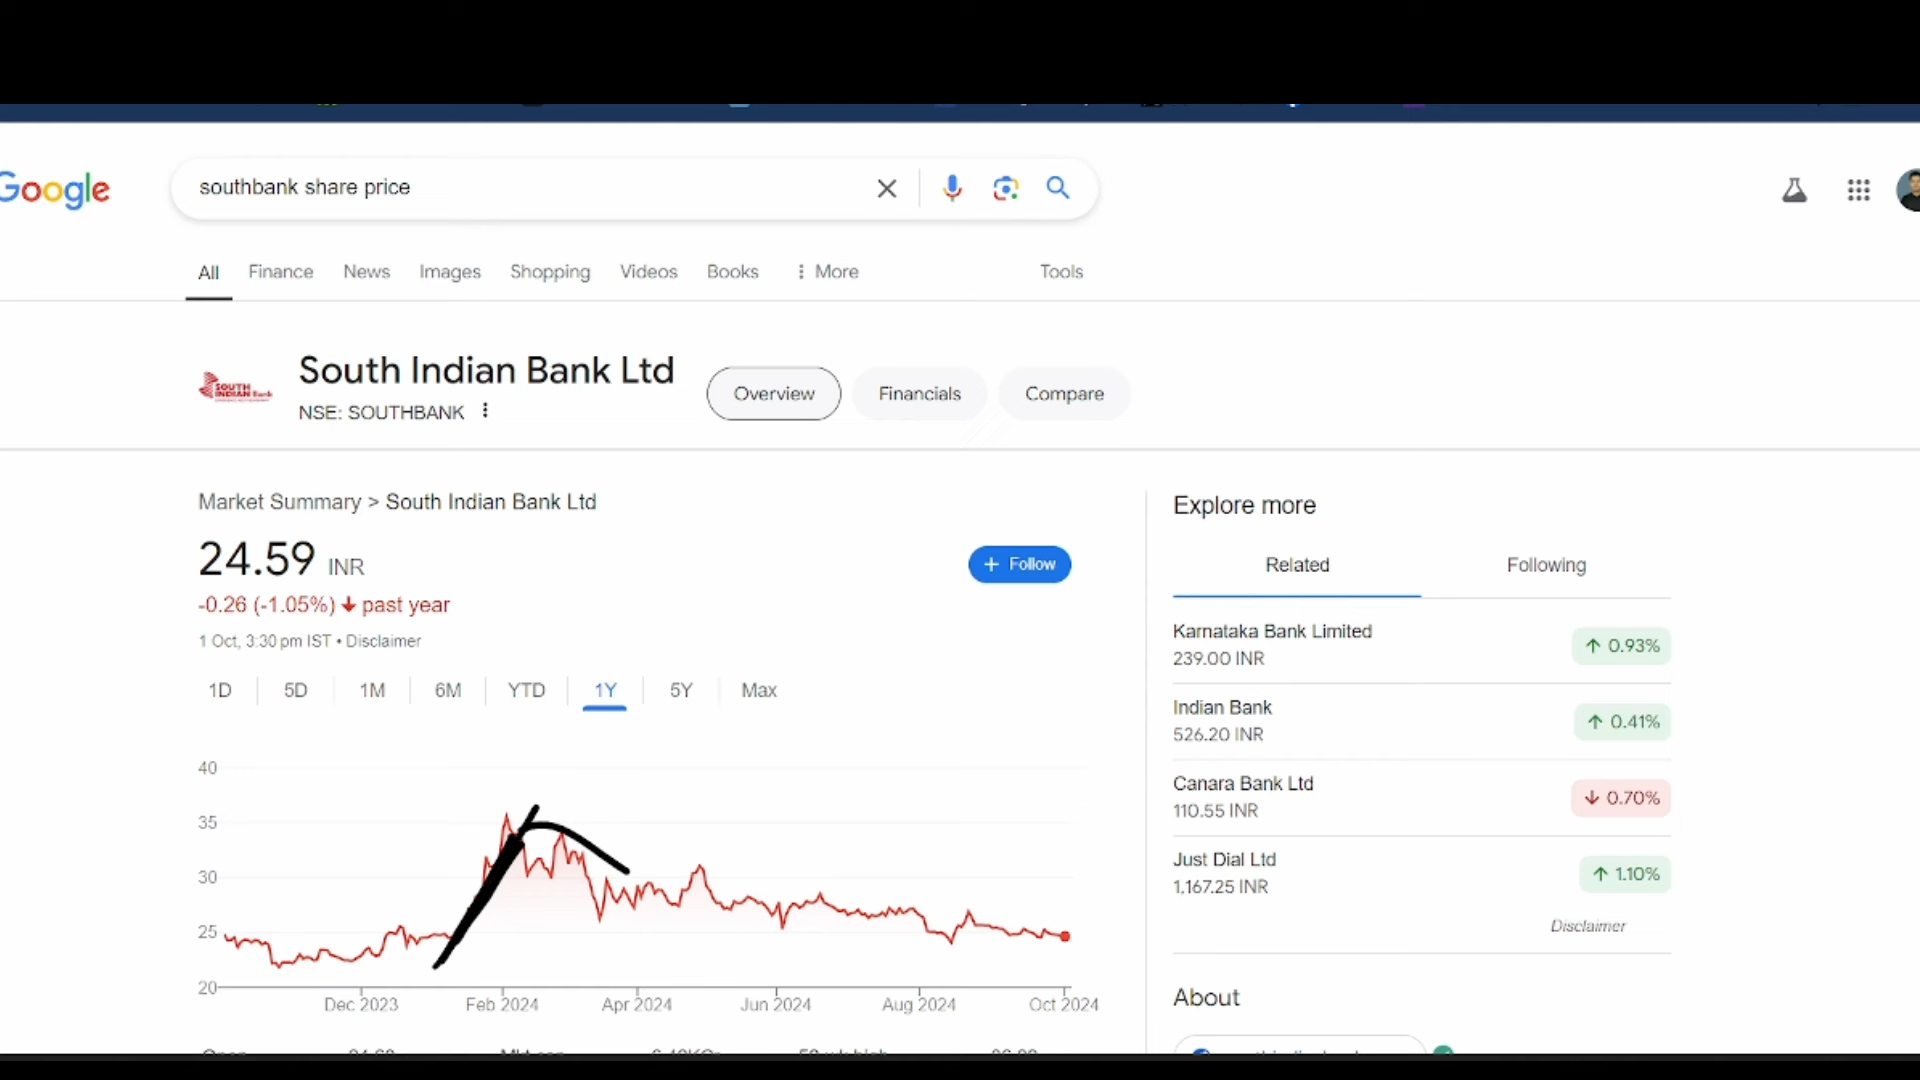 Google
southbank share price
All Finance News Images Shopping Videos Books More Tools
SOUTH INDIAN Bank
South Indian Bank Ltd
NSE: SOUTHBANK
Overview Financials Compare
Market Summary > South Indian Bank Ltd
24.59 INR
-0.26 (-1.05%) ↓ past year
1 Oct, 3:30 pm IST • Disclaimer
+ Follow
1D 5D 1M 6M YTD 1Y 5Y Max
40
35
30
25
20
Dec 2023 Feb 2024 Apr 2024 Jun 2024 Aug 2024 Oct 2024
Explore more
Related Following
Karnataka Bank Limited
239.00 INR
↑ 0.93%
Indian Bank
526.20 INR
↑ 0.41%
Canara Bank Ltd
110.55 INR
↓ 0.70%
Just Dial Ltd
1,167.25 INR
↑ 1.10%
Disclaimer
About